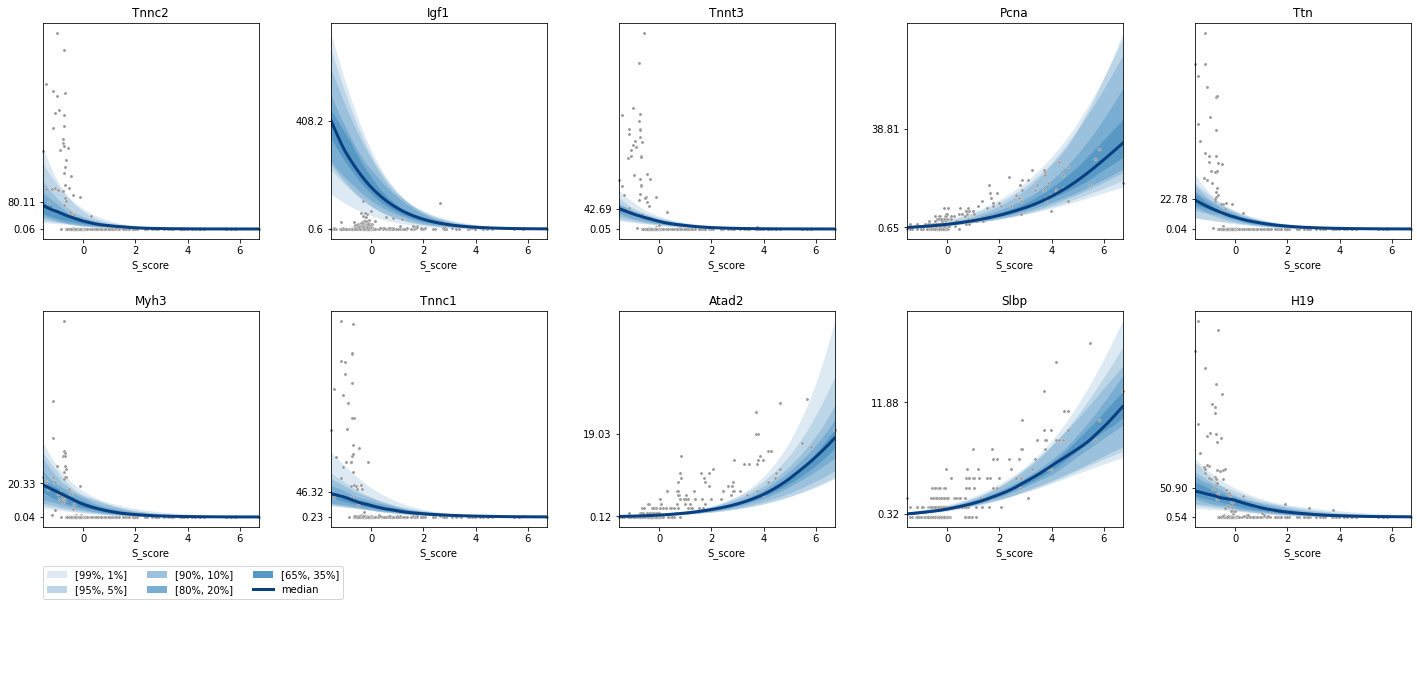 Tnnc2 Igf1 Tnnt3 Pcna Ttn
408.2 38.81
80.11 42.69 22.78
0.06 0.6 0.05 0.65 0.04
0 2 4 6 0 2 4 6 0 2 4 6 0 2 4 6 0 2 4 6
S_score S_score S_score S_score S_score
Myh3 Tnnc1 Atad2 Slbp H19
19.03 11.88
20.33 46.32 50.90
0.04 0.23 0.12 0.32 0.54
0 2 4 6 0 2 4 6 0 2 4 6 0 2 4 6 0 2 4 6
S_score S_score S_score S_score S_score
[99%, 1%] [90%, 10%] [65%, 35%]
[95%, 5%] [80%, 20%] median